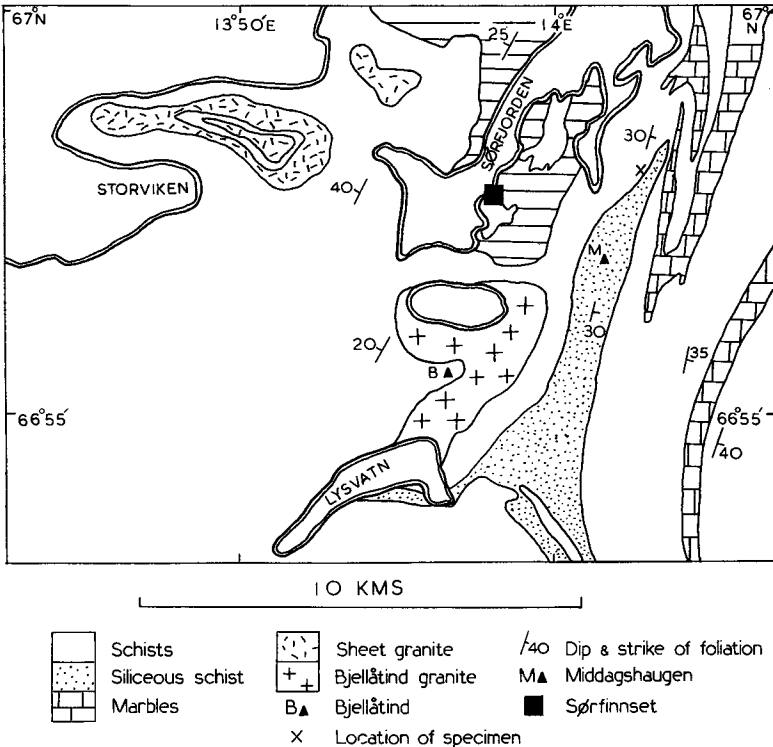 67°N 13°50'E 14°E 67°N
25
SØRFJORDEN
30
STORVIKEN
40
M
30
20
35
B
66°55' 66°55'
40
LYSVATN
10 KMS
Schists Sheet granite 40 Dip & strike of foliation
Siliceous schist Bjellåtind granite M Middagshaugen
Marbles B Bjellåtind Sørfinnset
X Location of specimen